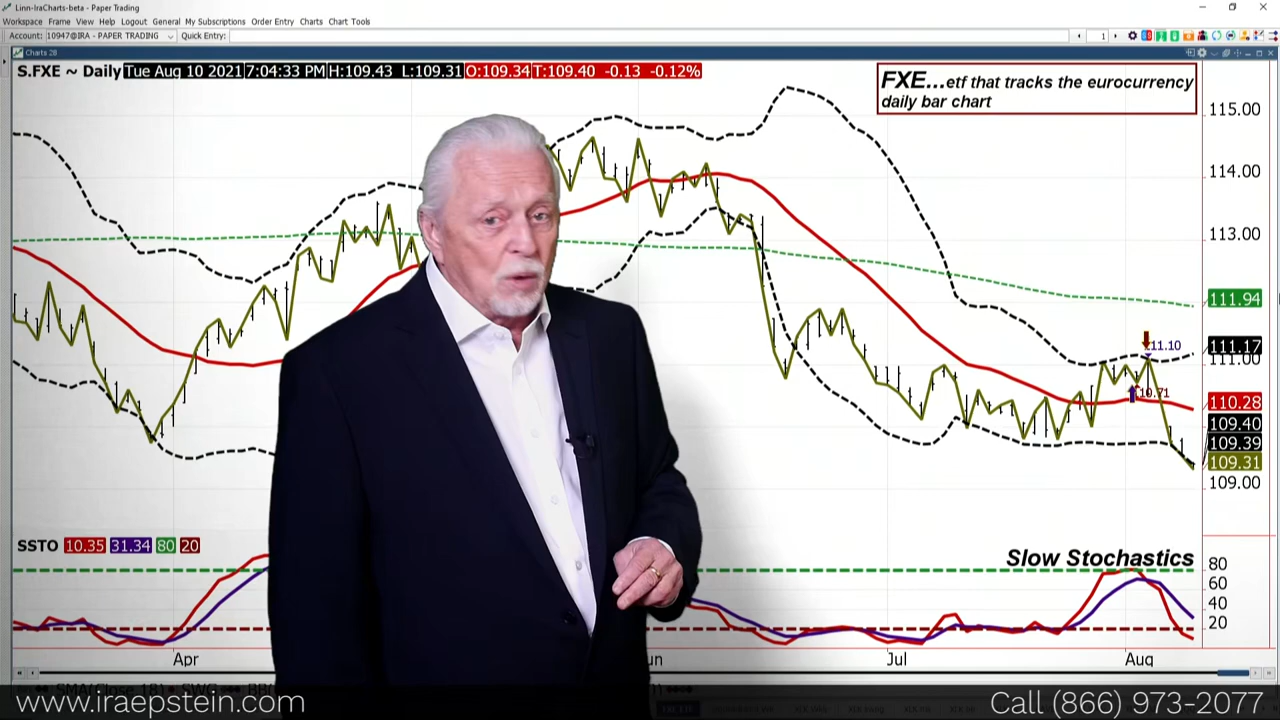 Linn-IraCharts-beta - Paper Trading
Workspace Frame View Help Logout General My Subscriptions Order Entry Charts Chart Tools
Account: 10947@IRA - PAPER TRADING Quick Entry: 1
Charts 28
S.FXE ~ Daily Tue Aug 10 2021 7:04:33 PM H:109.43 L:109.31 O:109.34 T:109.40 -0.13 -0.12%
FXE...etf that tracks the eurocurrency
daily bar chart
115.00
114.00
113.00
111.94
111.10
111.17
111.00
110.71
110.28
109.40
109.39
109.31
109.00
SSTO 10.35 31.34 80 20
Slow Stochastics
80
60
40
20
Apr Jul Aug
www.iraepstein.com
Call (866) 973-2077